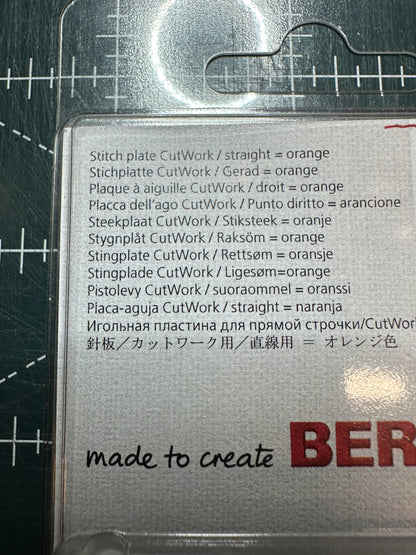 Stitch plate CutWork / straight = orange
Stichplatte CutWork / Gerad = orange
Plaque à aiguille CutWork / droit = orange
Placca dell'ago CutWork / Punto diritto = arancione
Steekplaat CutWork / Stiksteek = oranje
Stygnplåt CutWork / Raksöm = orange
Stingplate CutWork / Rettsøm = oransje
Stingplade CutWork / Ligesøm=orange
Pistolevy CutWork / suoraommel = oranssi
Placa-aguja CutWork / straight = naranja
Игольная пластина для прямой строчки/CutWor
針板／カットワーク用／直線用 ＝ オレンジ色
made to create BER